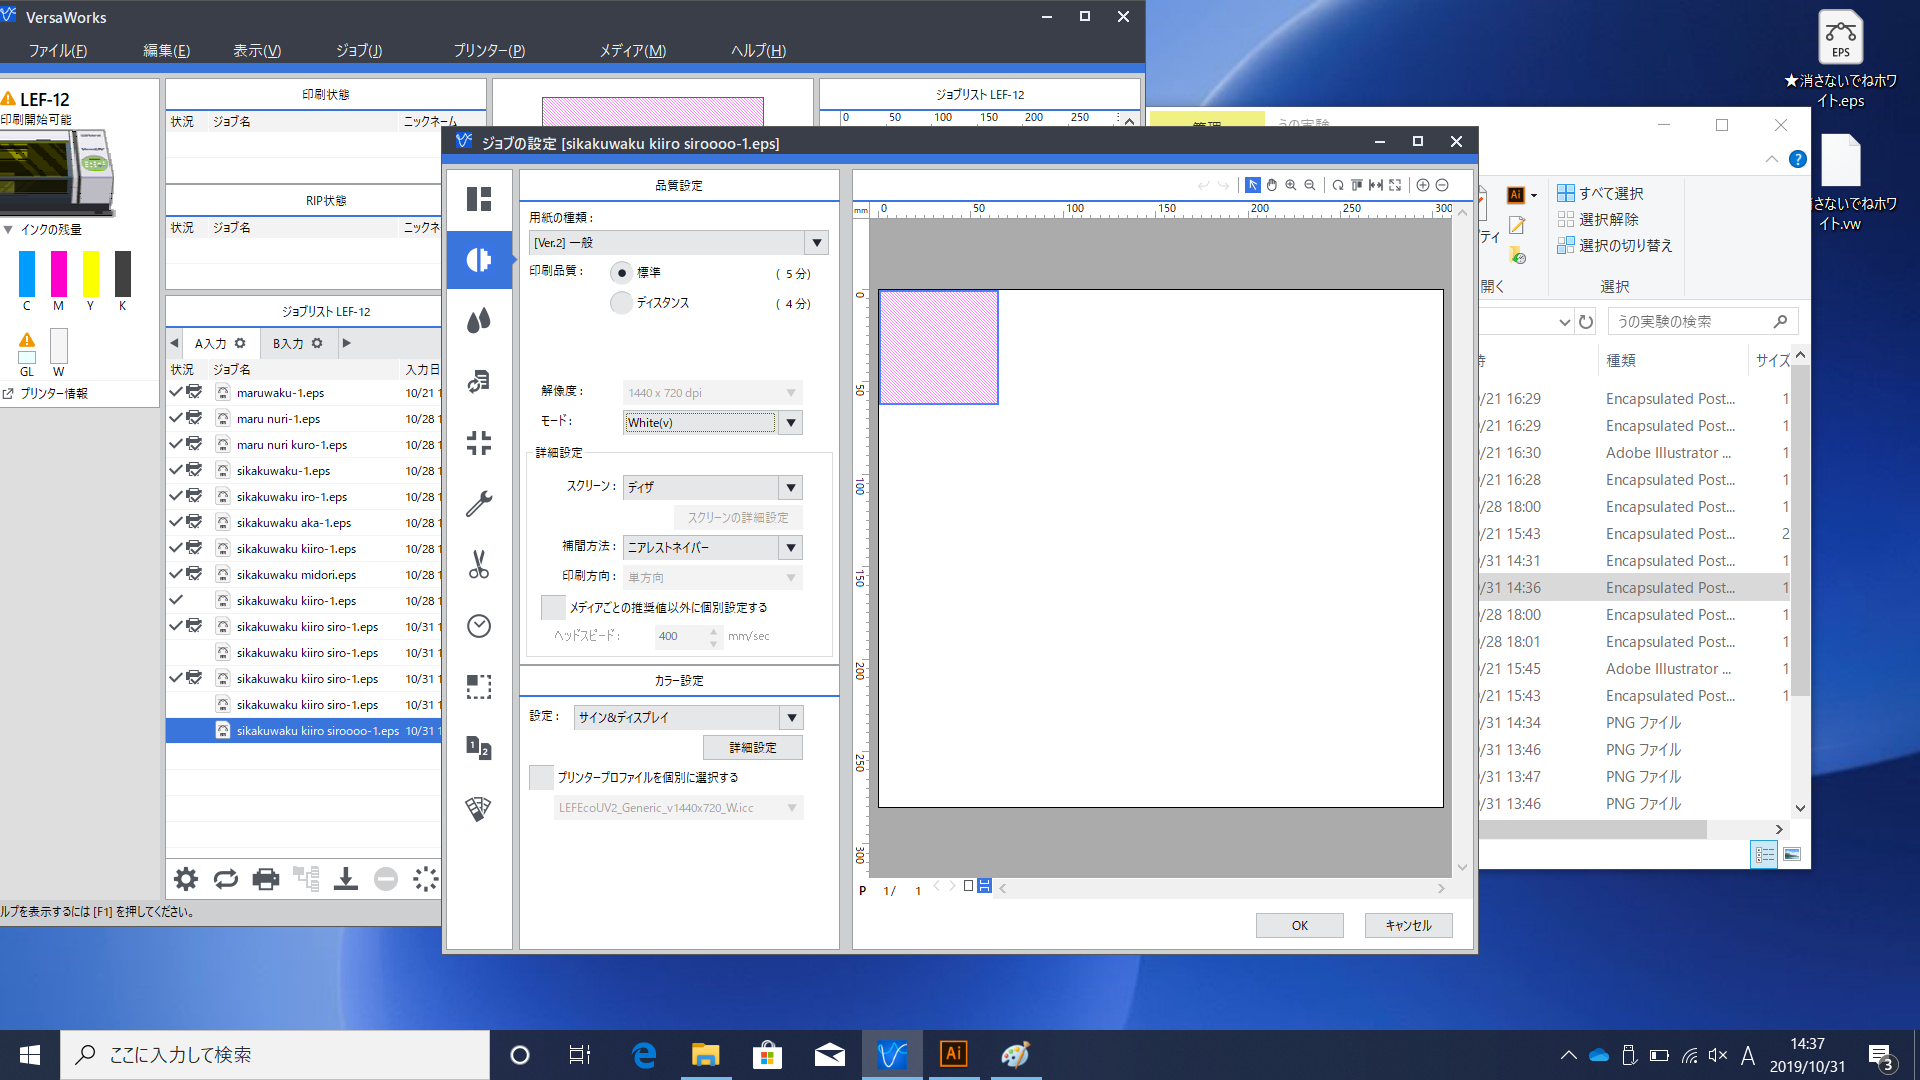 VersaWorks
ファイル(F) 編集(E) 表示(V) ジョブ(J) プリンター(P) メディア(M) ヘルプ(H)
LEF-12
印刷開始可能
インクの残量
C M Y K
GL W
プリンター情報
印刷状態
状況 ジョブ名 ニックネーム
RIP状態
状況 ジョブ名
ジョブリスト LEF-12
0 50 100 150 200 250
ジョブリスト LEF-12
A入力 B入力
状況 ジョブ名 入力日
maruwaku-1.eps 10/21
maru nuri-1.eps 10/28
maru nuri kuro-1.eps 10/28
sikakuwaku-1.eps 10/28
sikakuwaku iro-1.eps 10/28
sikakuwaku aka-1.eps 10/28
sikakuwaku kiiro-1.eps 10/28
sikakuwaku midori.eps 10/28
sikakuwaku kiiro-1.eps 10/28
sikakuwaku kiiro siro-1.eps 10/31
sikakuwaku kiiro siro-1.eps 10/31
sikakuwaku kiiro siro-1.eps 10/31
sikakuwaku kiiro siro-1.eps 10/31
sikakuwaku kiiro siroooo-1.eps 10/31
ルプを表示するには [F1] を押してください。
ジョブの設定 [sikakuwaku kiiro siroooo-1.eps]
品質設定
用紙の種類 :
[Ver.2] 一般
印刷品質 : 標準 ( 5 分)
ディスタンス ( 4 分)
解像度 : 1440 x 720 dpi
モード : White(v)
詳細設定
スクリーン : ディザ
スクリーンの詳細設定
補間方法 : ニアレストネイバー
印刷方向 : 単方向
メディアごとの推奨値以外に個別設定する
ヘッドスピード : 400 mm/sec
カラー設定
設定 : サイン&ディスプレイ
詳細設定
プリンタープロファイルを個別に選択する
LEFEcoUV2_Generic_v1440x720_W.icc
mm 0 50 100 150 200 250 300
0
50
100
150
200
250
300
P 1/ 1
OK キャンセル
管理 うの実験
すべて選択
選択解除
選択の切り替え
開く 選択
うの実験の検索
種類 サイズ
/21 16:29 Encapsulated Post... 1
/21 16:29 Encapsulated Post... 1
/21 16:30 Adobe Illustrator ... 1
/21 16:28 Encapsulated Post... 1
/28 18:00 Encapsulated Post... 1
/21 15:43 Encapsulated Post... 2
/31 14:31 Encapsulated Post... 1
/31 14:36 Encapsulated Post... 1
/28 18:00 Encapsulated Post... 1
/28 18:01 Encapsulated Post... 1
/21 15:45 Adobe Illustrator ... 1
/21 15:43 Encapsulated Post... 1
/31 14:34 PNG ファイル
/31 13:46 PNG ファイル
/31 13:47 PNG ファイル
/31 13:46 PNG ファイル
EPS
★消さないでねホワ
イト.eps
さないでねホワ
イト.vw
ここに入力して検索
Ai
A
14:37
2019/10/31
3